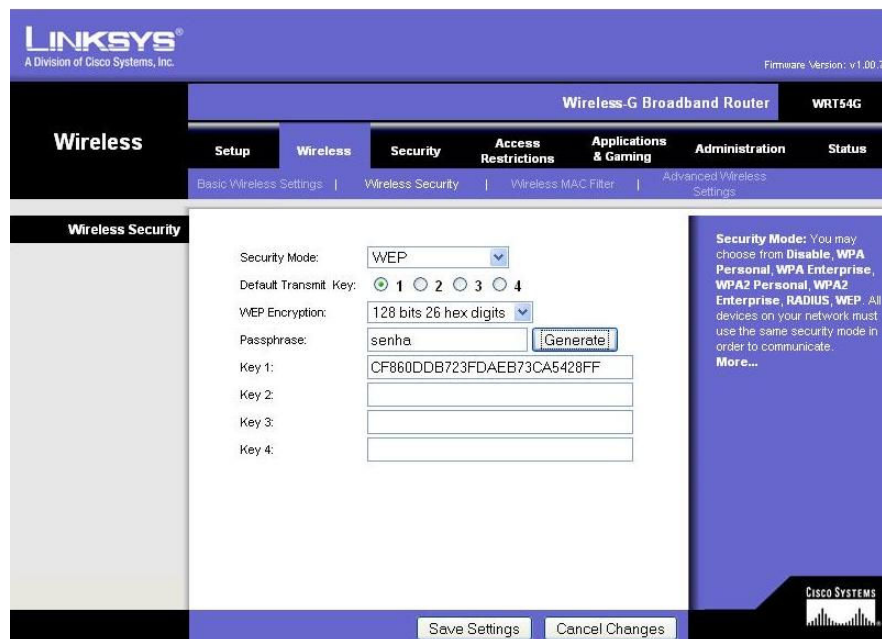 LINKSYS®
A Division of Cisco Systems, Inc.
Firmware Version: v1.00.7
Wireless-G Broadband Router WRT54G
Wireless
Setup Wireless Security Access Restrictions Applications & Gaming Administration Status
Basic Wireless Settings | Wireless Security | Wireless MAC Filter | Advanced Wireless Settings
Wireless Security
Security Mode: WEP
Default Transmit Key: 1 2 3 4
WEP Encryption: 128 bits 26 hex digits
Passphrase: senha Generate
Key 1: CF860DDB723FDAEB73CA5428FF
Key 2:
Key 3:
Key 4:
Security Mode: You may
choose from Disable, WPA
Personal, WPA Enterprise,
WPA2 Personal, WPA2
Enterprise, RADIUS, WEP. All
devices on your network must
use the same security mode in
order to communicate.
More...
Save Settings Cancel Changes
CISCO SYSTEMS